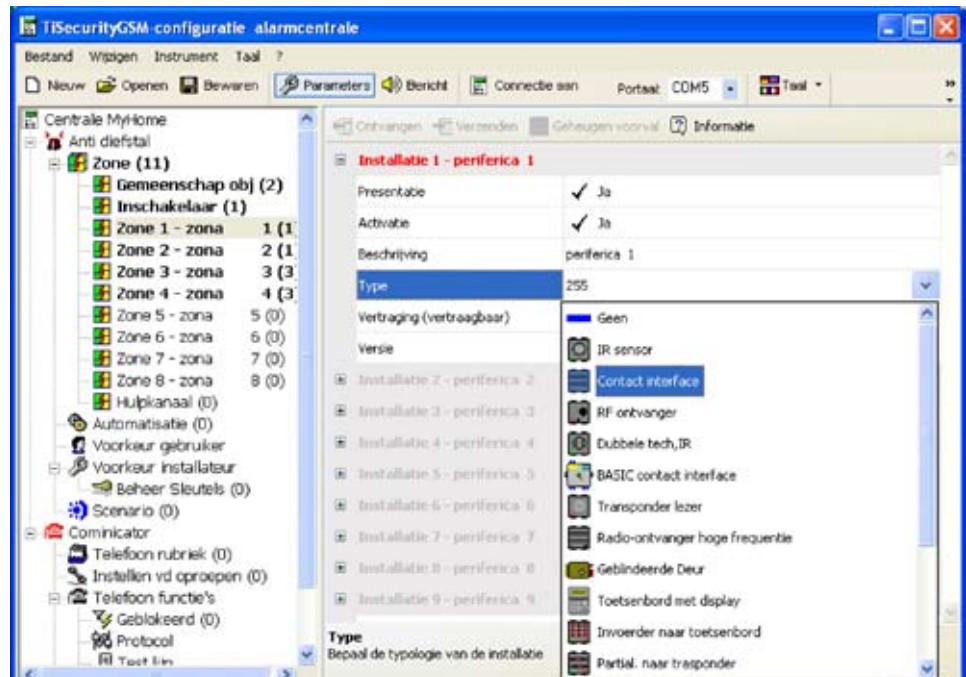 TiSecurityGSM-configuratie alarmcentrale
Bestand Wijzigen Instrument Taal ?
Nieuw Openen Bewaren Parameters Bericht Connectie aan Portaal: COM5 Taal
Centrale MyHome
Anti diefstal
Zone (11)
Gemeenschap obj (2)
Inschakelaar (1)
Zone 1 - zona 1 (1
Zone 2 - zona 2 (1
Zone 3 - zona 3 (3
Zone 4 - zona 4 (3
Zone 5 - zona 5 (0)
Zone 6 - zona 6 (0)
Zone 7 - zona 7 (0)
Zone 8 - zona 8 (0)
Hulpkanaal (0)
Automatisatie (0)
Voorkeur gebruiker
Voorkeur installateur
Beheer Sleutels (0)
Scenario (0)
Cominicator
Telefoon rubriek (0)
Instellen vd oproepen (0)
Telefoon functie's
Geblokeerd (0)
Protocol
Ontvangen Verzenden Geheugen voorval Informatie
Installatie 1 - periferica 1
Presentatie Ja
Activatie Ja
Beschrijving periferica 1
Type 255
Vertraging (vertraagbaar)
Versie
Installatie 2 - periferica 2
Installatie 3 - periferica 3
Installatie 4 - periferica 4
Installatie 5 - periferica 5
Installatie 6 - periferica 6
Installatie 7 - periferica 7
Installatie 8 - periferica 8
Installatie 9 - periferica 9
Geen
IR sensor
Contact interface
RF ontvanger
Dubbele tech,IR
BASIC contact interface
Transponder lezer
Radio-ontvanger hoge frequentie
Geblindeerde Deur
Toetsenbord met display
Invoerder naar toetsenbord
Partial. naar trasponder
Type
Bepaal de typologie van de installatie